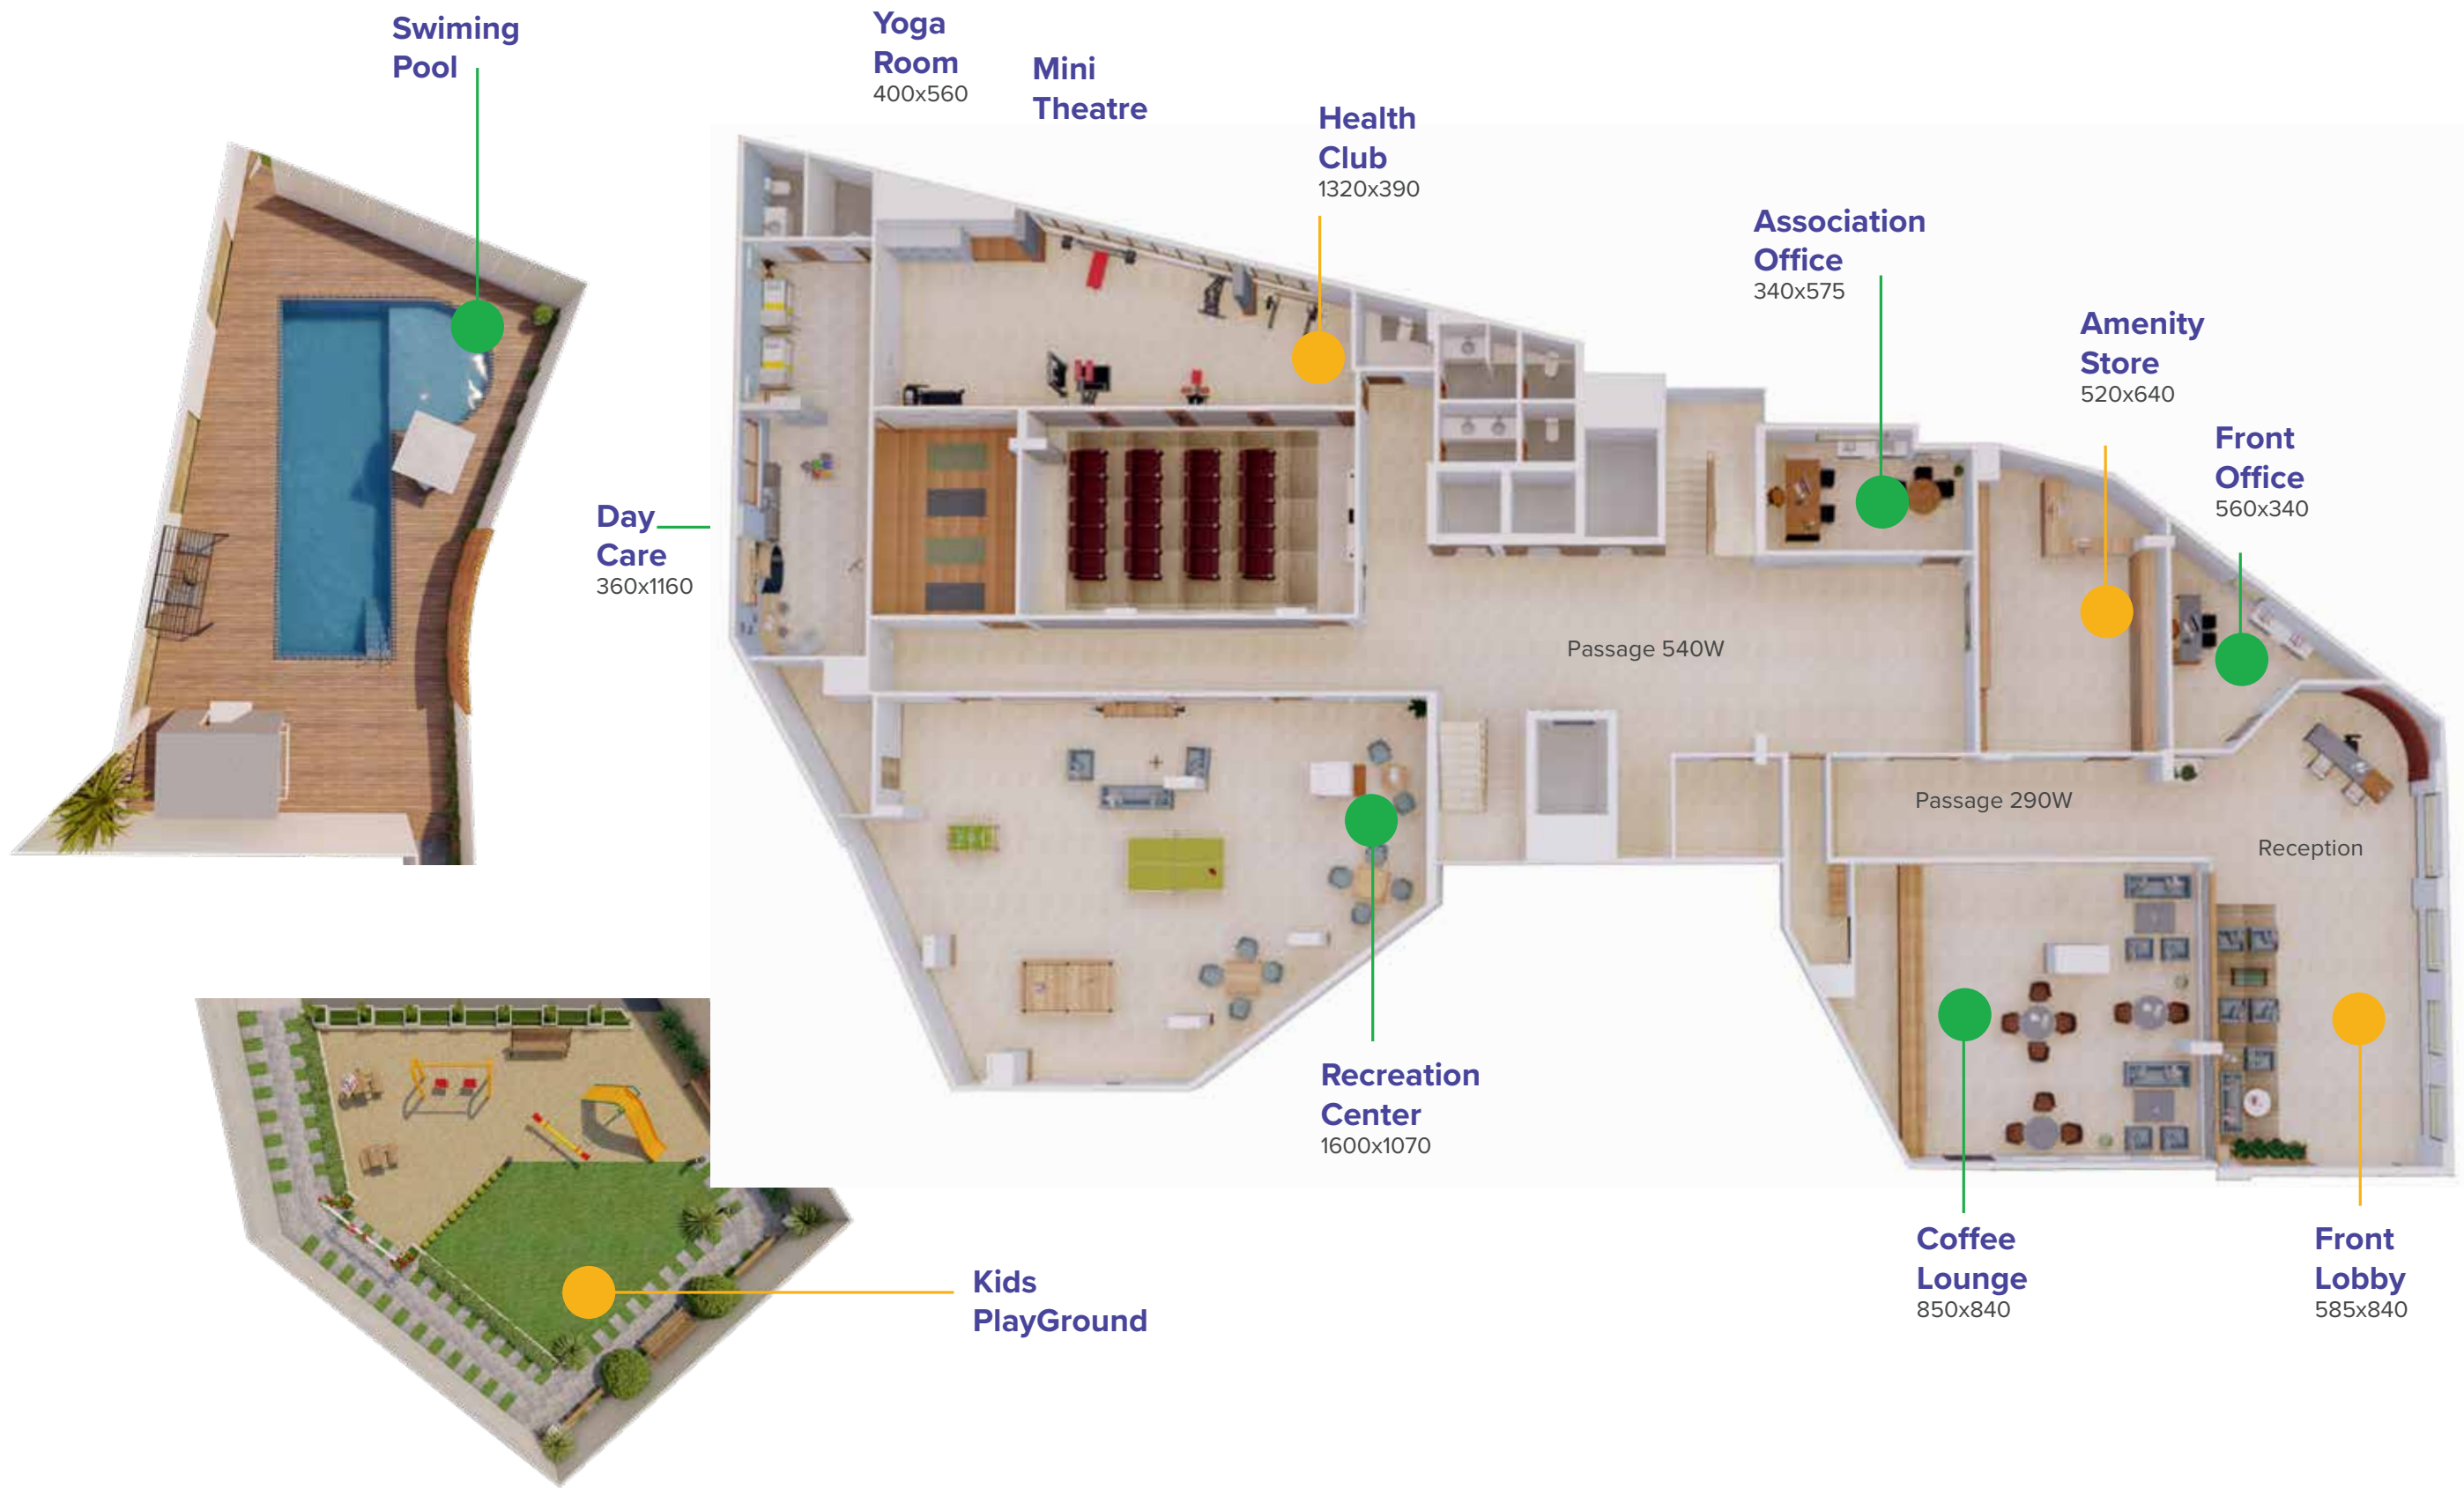 Swiming
Pool
Yoga
Room
400x560
Mini
Theatre
Health
Club
1320x390
Association
Office
340x575
Amenity
Store
520x640
Front
Office
560x340
Day
Care
360x1160
Passage 540W
Passage 290W
Reception
Recreation
Center
1600x1070
Coffee
Lounge
850x840
Front
Lobby
585x840
Kids
PlayGround